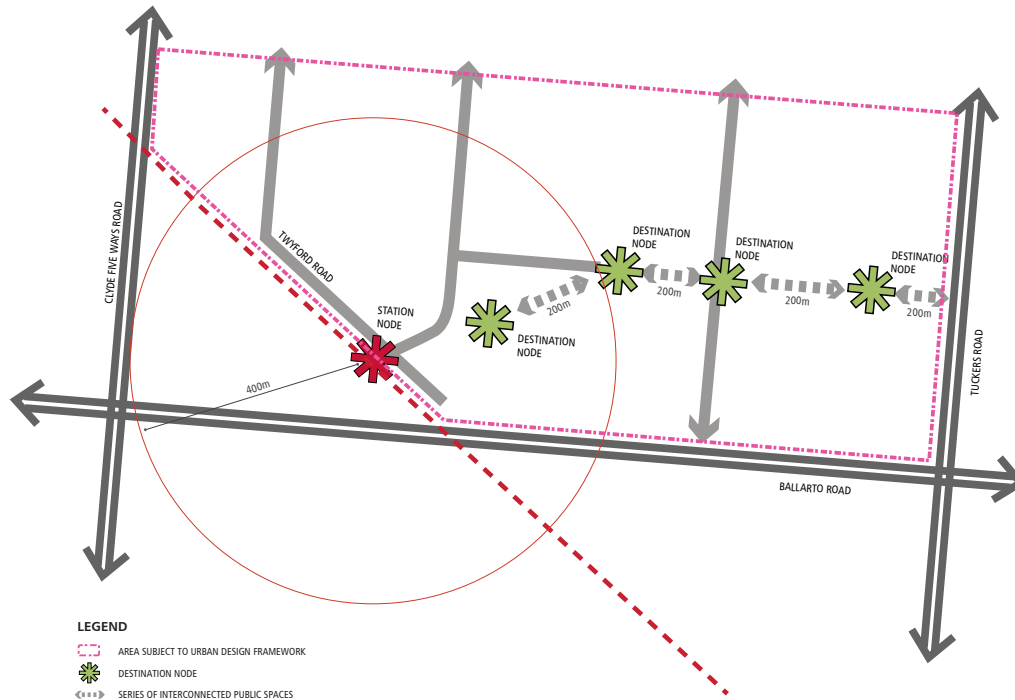 CLYDE FIVE WAYS ROAD
TWYFORD ROAD
STATION
NODE
400m
DESTINATION
NODE
200m
DESTINATION
NODE
200m
DESTINATION
NODE
200m
DESTINATION
NODE
200m
TUCKERS ROAD
BALLARTO ROAD
LEGEND
AREA SUBJECT TO URBAN DESIGN FRAMEWORK
DESTINATION NODE
SERIES OF INTERCONNECTED PUBLIC SPACES